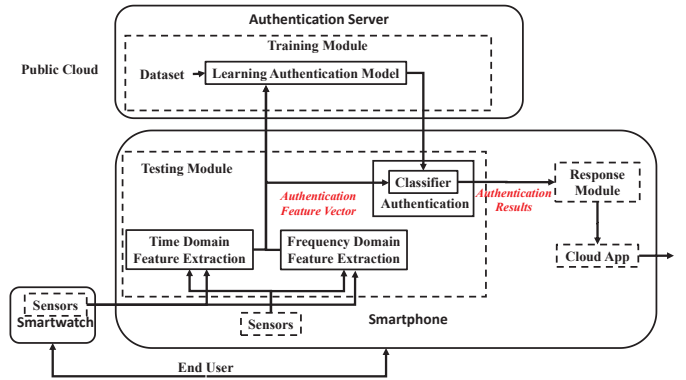 Authentication Server
Training Module
Public Cloud
Dataset
Learning Authentication Model
Testing Module
Classifier
Authentication
Authentication
Feature Vector
Authentication
Results
Response
Module
Time Domain
Feature Extraction
Frequency Domain
Feature Extraction
Cloud App
Sensors
Smartwatch
Sensors
Smartphone
End User